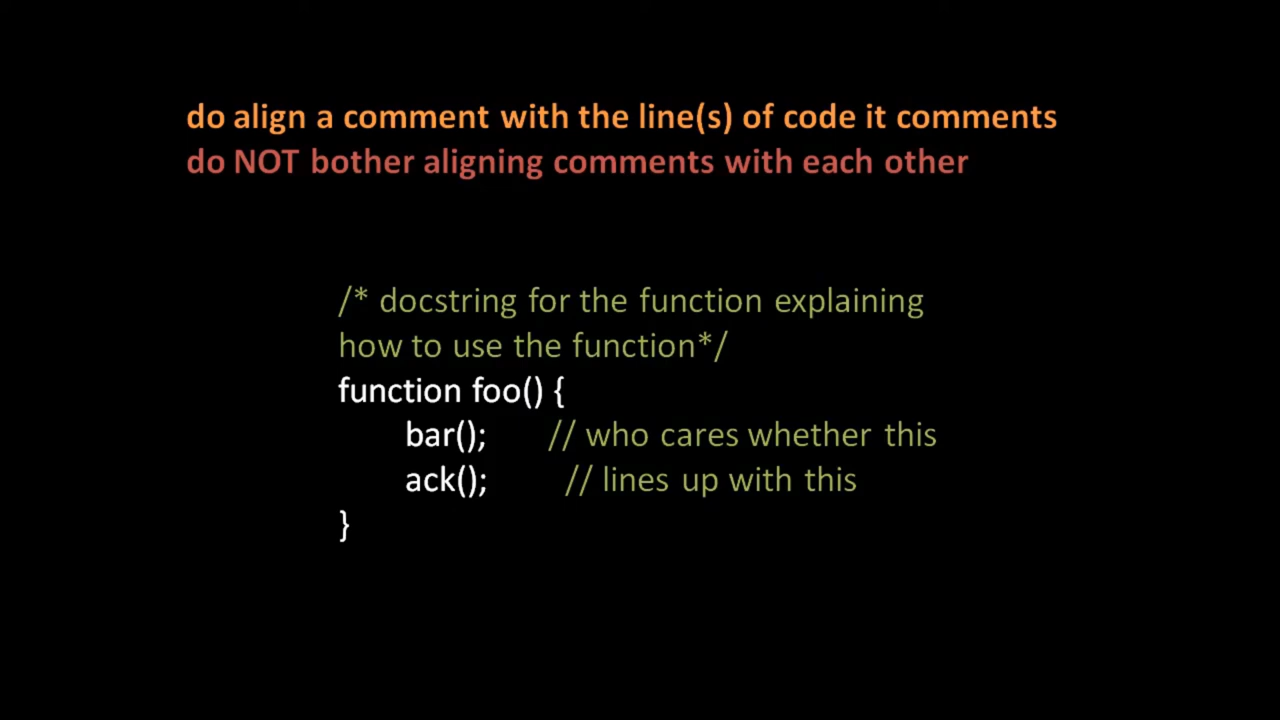 do align a comment with the line(s) of code it comments
do NOT bother aligning comments with each other
/* docstring for the function explaining
how to use the function*/
function foo() {
bar(); // who cares whether this
ack(); // lines up with this
}